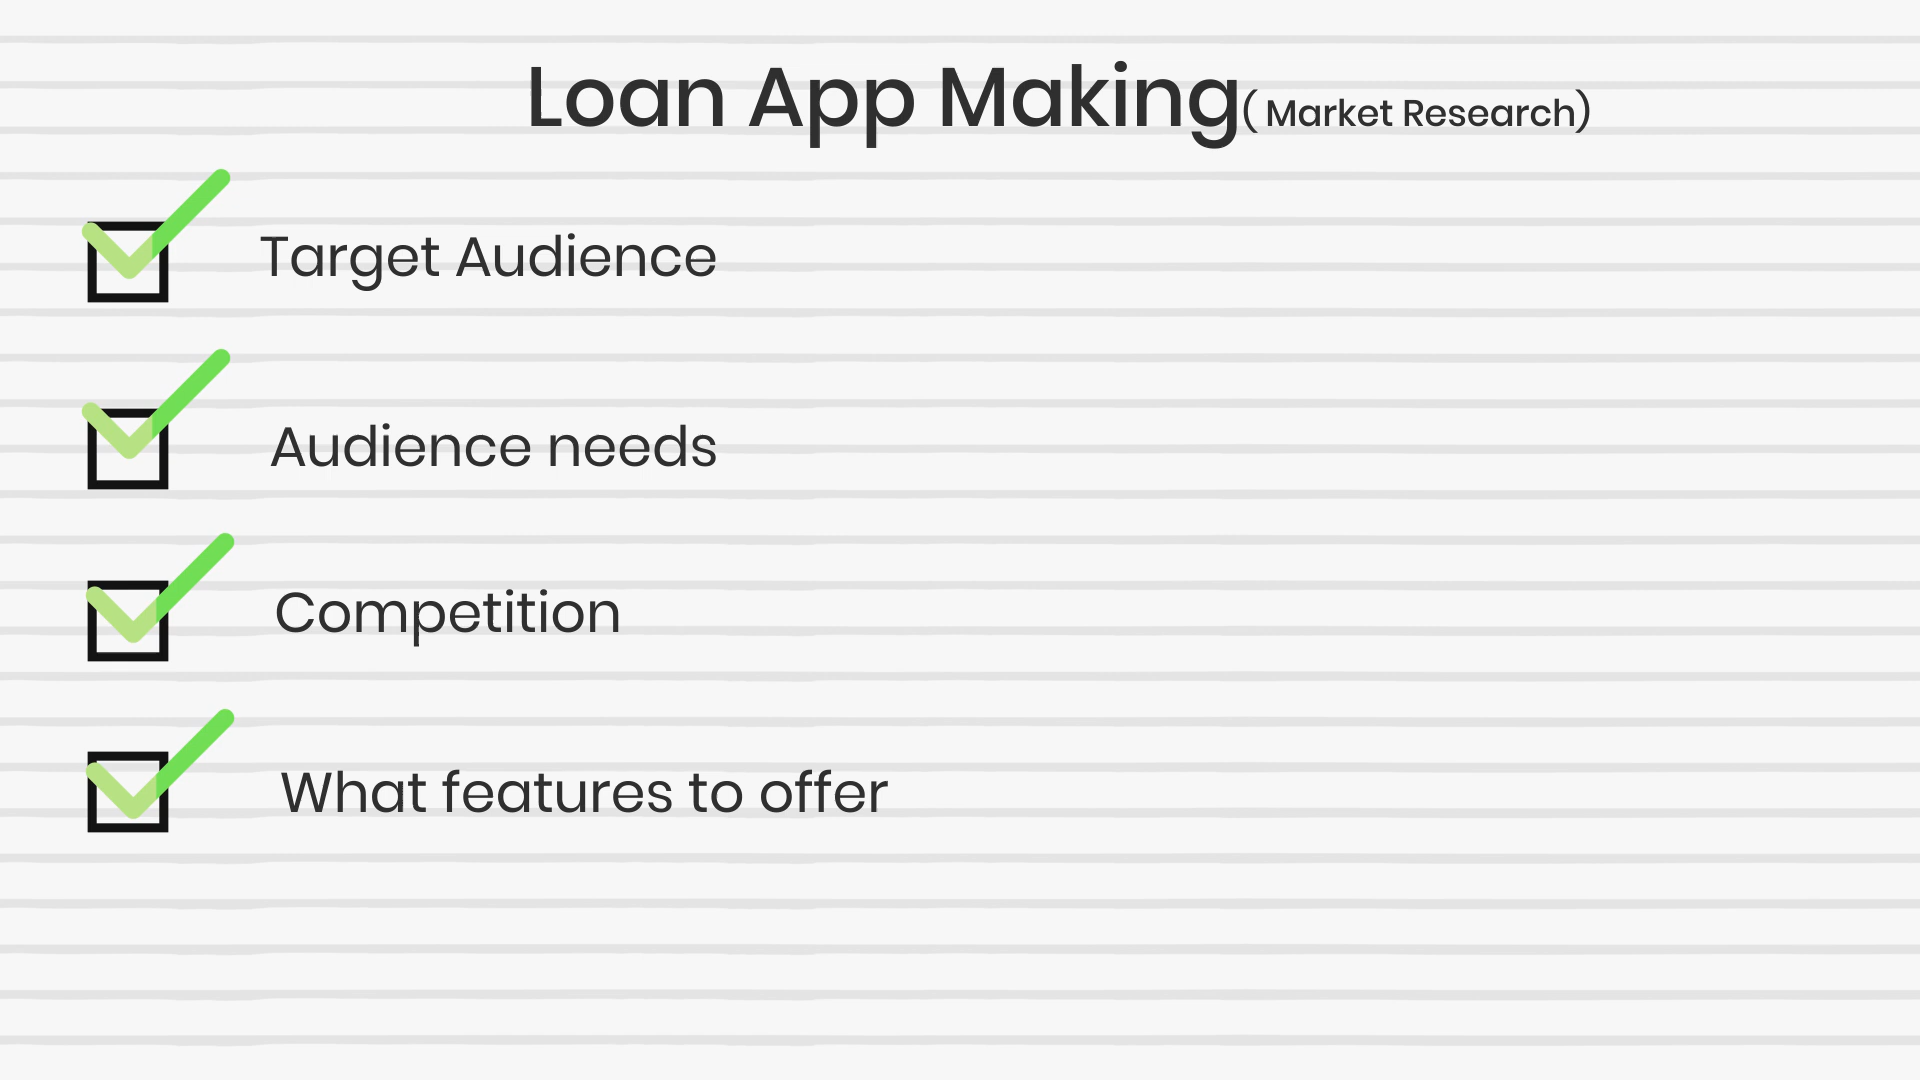 Loan App Making( Market Research)
Target Audience
Audience needs
Competition
What features to offer